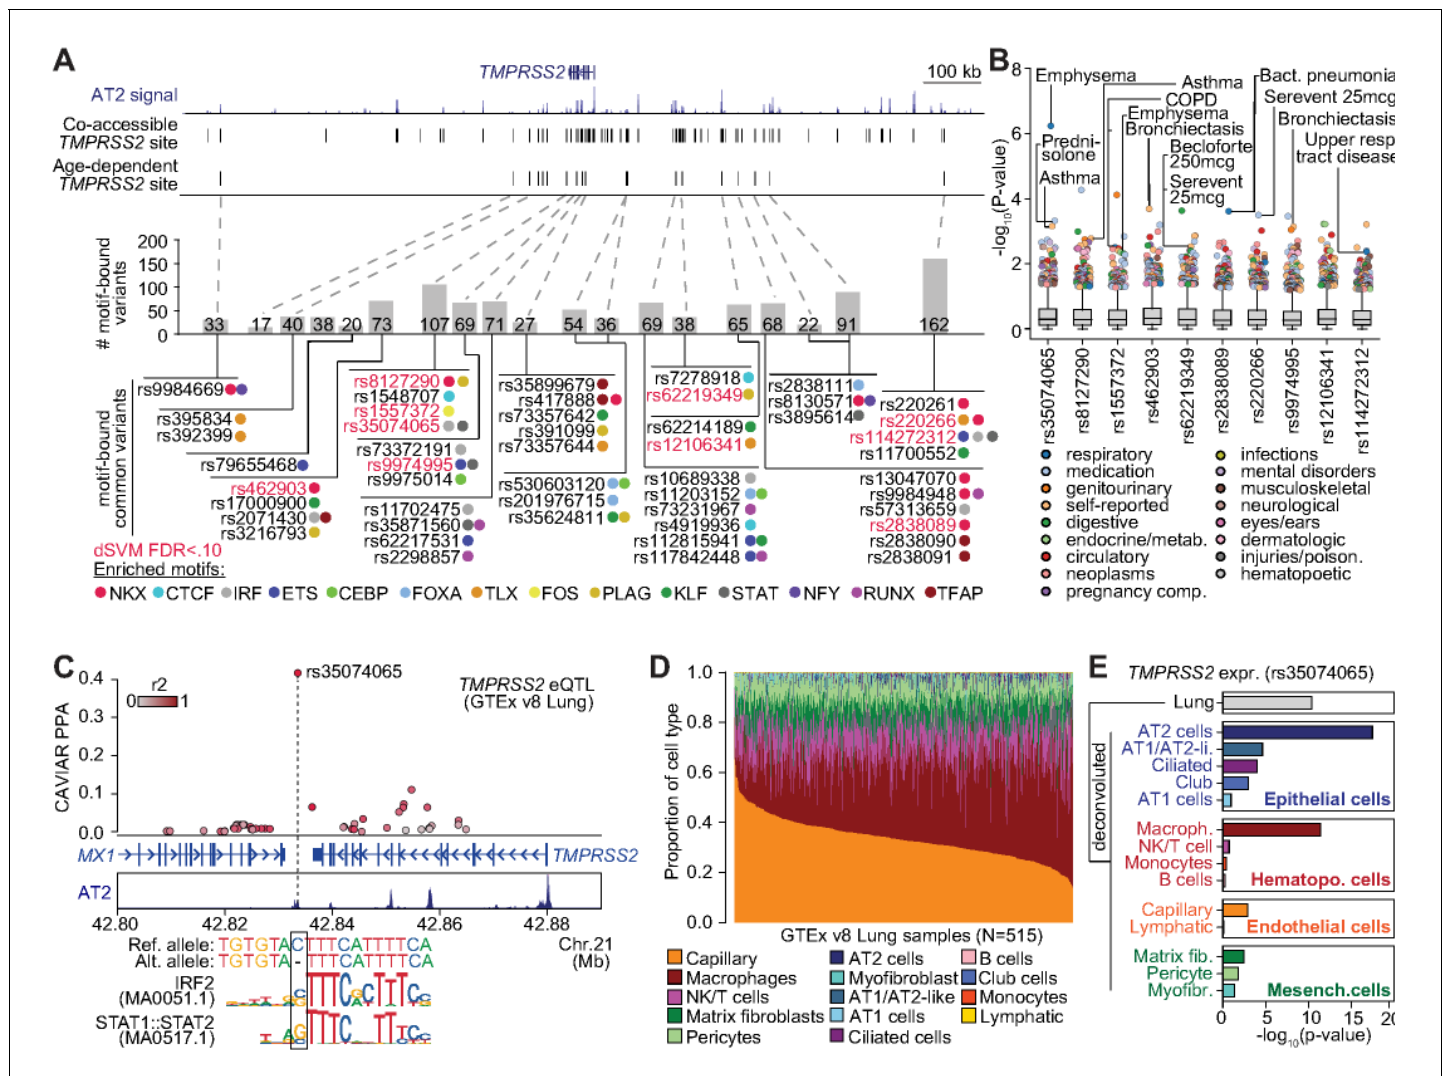 A
TMPRSS2
100 kb
AT2 signal
Co-accessible
TMPRSS2 site
Age-dependent
TMPRSS2 site
# motif-bound
variants
200
150
100
50
0
33 17 40 38 20 73 107 69 71 27 54 36 69 38 65 68 22 91 162
motif-bound
common variants
rs9984669
rs395834
rs392399
rs79655468
rs462903
rs17000900
rs2071430
rs3216793
rs8127290
rs1548707
rs1557372
rs35074065
rs73372191
rs9974995
rs9975014
rs11702475
rs35871560
rs62217531
rs2298857
rs35899679
rs417888
rs73357642
rs391099
rs73357644
rs530603120
rs201976715
rs35624811
rs7278918
rs62219349
rs62214189
rs12106341
rs10689338
rs11203152
rs73231967
rs4919936
rs112815941
rs117842448
rs2838111
rs8130571
rs3895614
rs220261
rs220266
rs114272312
rs11700552
rs13047070
rs9984948
rs57313659
rs2838089
rs2838090
rs2838091
dSVM FDR<.10
Enriched motifs:
NKX CTCF IRF ETS CEBP FOXA TLX FOS PLAG KLF STAT NFY RUNX TFAP
B
-log10(P-value)
8
6
4
2
0
Emphysema
Predni-
solone
Asthma
Asthma
COPD
Emphysema
Bronchiectasis
Becloforte
250mcg
Serevent
25mcg
Bact. pneumonia
Serevent 25mcg
Bronchiectasis
Upper resp
tract disease
rs35074065
rs8127290
rs1557372
rs462903
rs62219349
rs2838089
rs220266
rs9974995
rs12106341
rs114272312
respiratory
medication
genitourinary
self-reported
digestive
endocrine/metab.
circulatory
neoplasms
pregnancy comp.
infections
mental disorders
musculoskeletal
neurological
eyes/ears
dermatologic
injuries/poison.
hematopoetic
C
CAVIAR PPA
0.4
0.3
0.2
0.1
0.0
r2
0 1
rs35074065
TMPRSS2 eQTL
(GTEx v8 Lung)
MX1
TMPRSS2
AT2
42.80 42.82 42.84 42.86 42.88
Chr.21
(Mb)
Ref. allele: TGTGTACTTTCATTTTCA
Alt. allele: TGTGTA-TTTCATTTTCA
IRF2
(MA0051.1)
STAT1::STAT2
(MA0517.1)
D
Proportion of cell type
1.0
0.8
0.6
0.4
0.2
0.0
GTEx v8 Lung samples (N=515)
Capillary
Macrophages
NK/T cells
Matrix fibroblasts
Pericytes
AT2 cells
Myofibroblast
AT1/AT2-like
AT1 cells
Ciliated cells
B cells
Club cells
Monocytes
Lymphatic
E
TMPRSS2 expr. (rs35074065)
Lung
deconvoluted
AT2 cells
AT1/AT2-li.
Ciliated
Club
AT1 cells
Epithelial cells
Macroph.
NK/T cell
Monocytes
B cells
Hematopo. cells
Capillary
Lymphatic
Endothelial cells
Matrix fib.
Pericyte
Myofibr.
Mesench.cells
0 5 10 15 20
-log10(p-value)